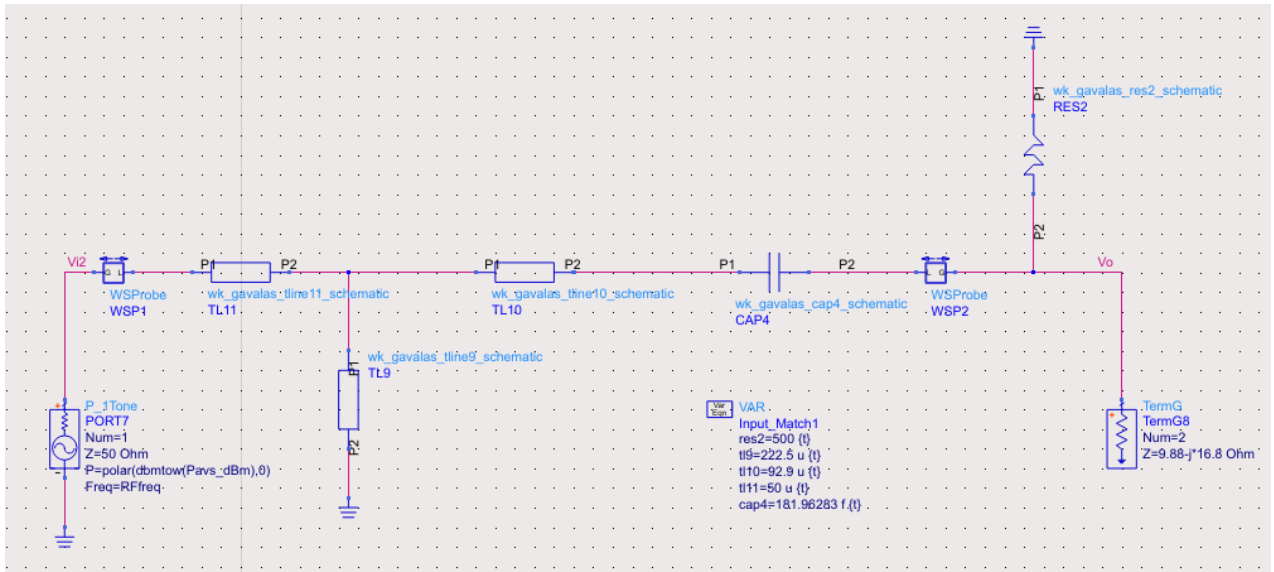 P1
wk_gavalas_res2_schematic
RES2
P2
Vi2
G L
WSProbe
WSP1
P1
P2
wk_gavalas_tline11_schematic
TL11
P1
P2
wk_gavalas_tline10_schematic
TL10
P1
P2
wk_gavalas_cap4_schematic
CAP4
L G
WSProbe
WSP2
Vo
P1
wk_gavalas_tline9_schematic
TL9
P2
P_1Tone
PORT7
Num=1
Z=50 Ohm
P=polar(dbmtow(Pavs_dBm),0)
Freq=RFfreq
Var
Eqn
VAR
Input_Match1
res2=500 {t}
tl9=222.5 u {t}
tl10=92.9 u {t}
tl11=50 u {t}
cap4=181.96283 f {t}
TermG
TermG8
Num=2
Z=9.88-j*16.8 Ohm